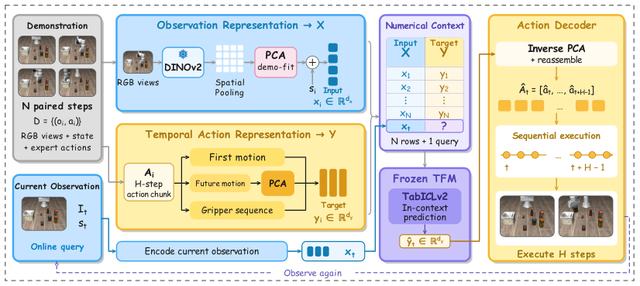 Demonstration
N paired steps
D = {(oᵢ, aᵢ)}
RGB views + state
+ expert actions
Current Observation
Iₜ
sₜ
Online query
Observation Representation → X
RGB views
DINOv2
Spatial
Pooling
PCA
demo-fit
+
sᵢ
Input
xᵢ ∈ ℝᵈˣ
Temporal Action Representation → Y
Aᵢ
H-step
action chunk
First motion
Future motion
PCA
Gripper sequence
Target
yᵢ ∈ ℝᵈʸ
Encode current observation
xₜ
Numerical Context
Input Target
X Y
x₁ y₁
x₂ y₂
⋮ ⋮
x_N y_N
xₜ ?
N rows + 1 query
Frozen TFM
TabICLv2
In-context
prediction
ŷₜ ∈ ℝᵈʸ
Action Decoder
Inverse PCA
+ reassemble
Âₜ = [âₜ, ..., âₜ₊H₋₁]
...
Sequential execution
...
t t + H − 1
Execute H steps
Observe again